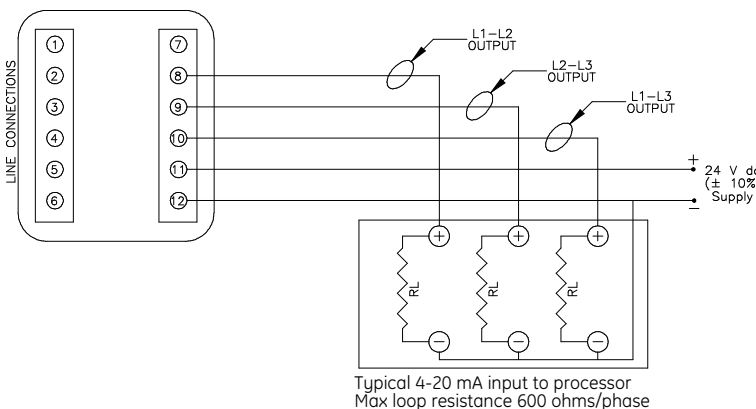 LINE CONNECTIONS
1
2
3
4
5
6
7
8
9
10
11
12
L1-L2
OUTPUT
L2-L3
OUTPUT
L1-L3
OUTPUT
+
24 V dc
(± 10%
Supply
−
+
+
+
RL
RL
RL
−
−
−
Typical 4-20 mA input to processor
Max loop resistance 600 ohms/phase